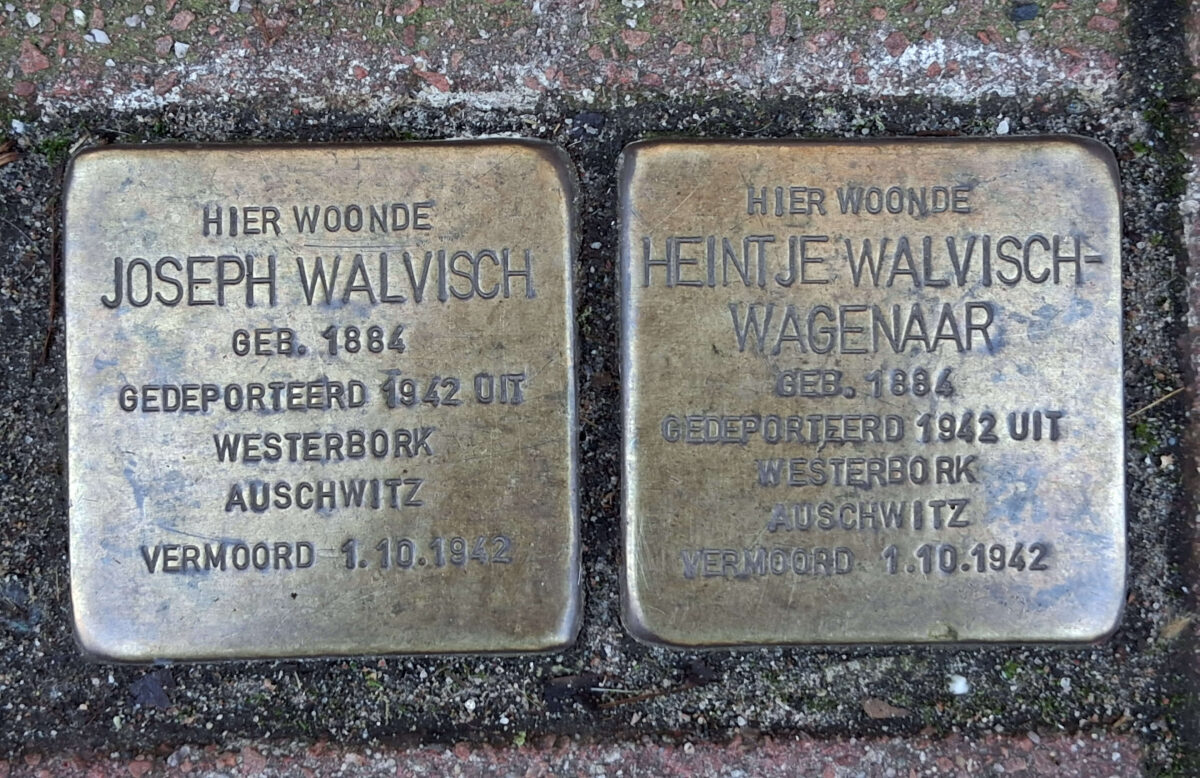 HIER WOONDE
JOSEPH WALVISCH
GEB. 1884
GEDEPORTEERD 1942 UIT
WESTERBORK
AUSCHWITZ
VERMOORD 1.10.1942
HIER WOONDE
HEINTJE WALVISCH-
WAGENAAR
GEB. 1884
GEDEPORTEERD 1942 UIT
WESTERBORK
AUSCHWITZ
VERMOORD 1.10.1942